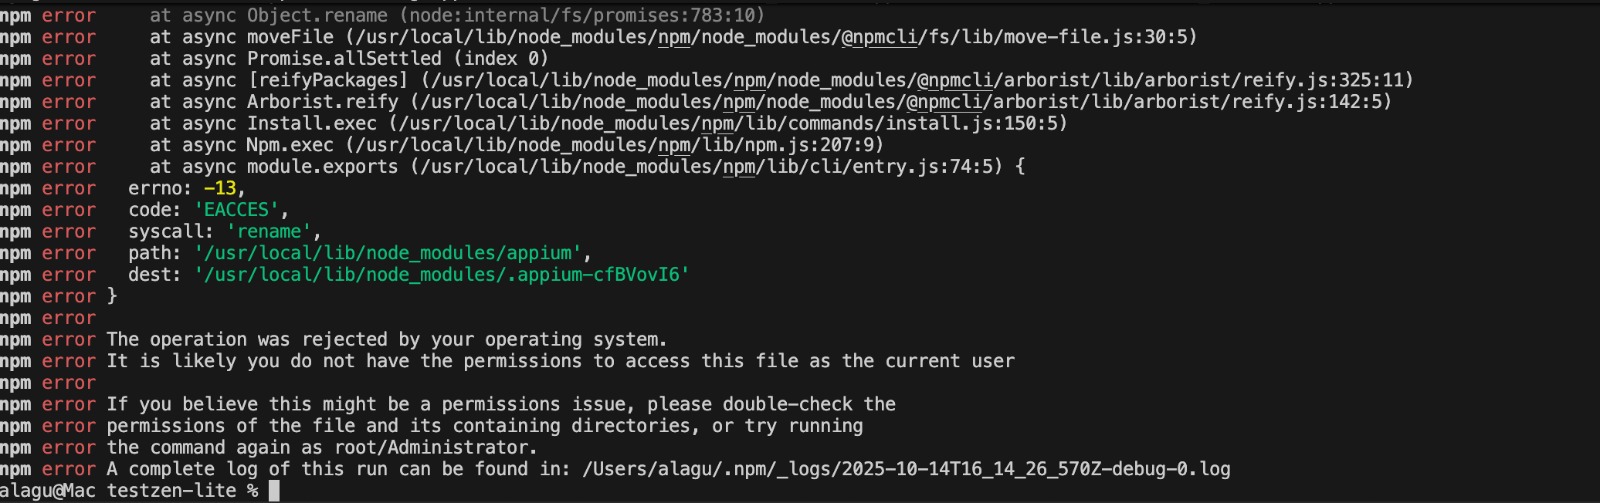 npm error     at async Object.rename (node:internal/fs/promises:783:10)
npm error     at async moveFile (/usr/local/lib/node_modules/npm/node_modules/@npmcli/fs/lib/move-file.js:30:5)
npm error     at async Promise.allSettled (index 0)
npm error     at async [reifyPackages] (/usr/local/lib/node_modules/npm/node_modules/@npmcli/arborist/lib/arborist/reify.js:325:11)
npm error     at async Arborist.reify (/usr/local/lib/node_modules/npm/node_modules/@npmcli/arborist/lib/arborist/reify.js:142:5)
npm error     at async Install.exec (/usr/local/lib/node_modules/npm/lib/commands/install.js:150:5)
npm error     at async Npm.exec (/usr/local/lib/node_modules/npm/lib/npm.js:207:9)
npm error     at async module.exports (/usr/local/lib/node_modules/npm/lib/cli/entry.js:74:5) {
npm error   errno: -13,
npm error   code: 'EACCES',
npm error   syscall: 'rename',
npm error   path: '/usr/local/lib/node_modules/appium',
npm error   dest: '/usr/local/lib/node_modules/.appium-cfBVovI6'
npm error }
npm error
npm error The operation was rejected by your operating system.
npm error It is likely you do not have the permissions to access this file as the current user
npm error
npm error If you believe this might be a permissions issue, please double-check the
npm error permissions of the file and its containing directories, or try running
npm error the command again as root/Administrator.
npm error A complete log of this run can be found in: /Users/alagu/.npm/_logs/2025-10-14T16_14_26_570Z-debug-0.log
alagu@Mac testzen-lite %